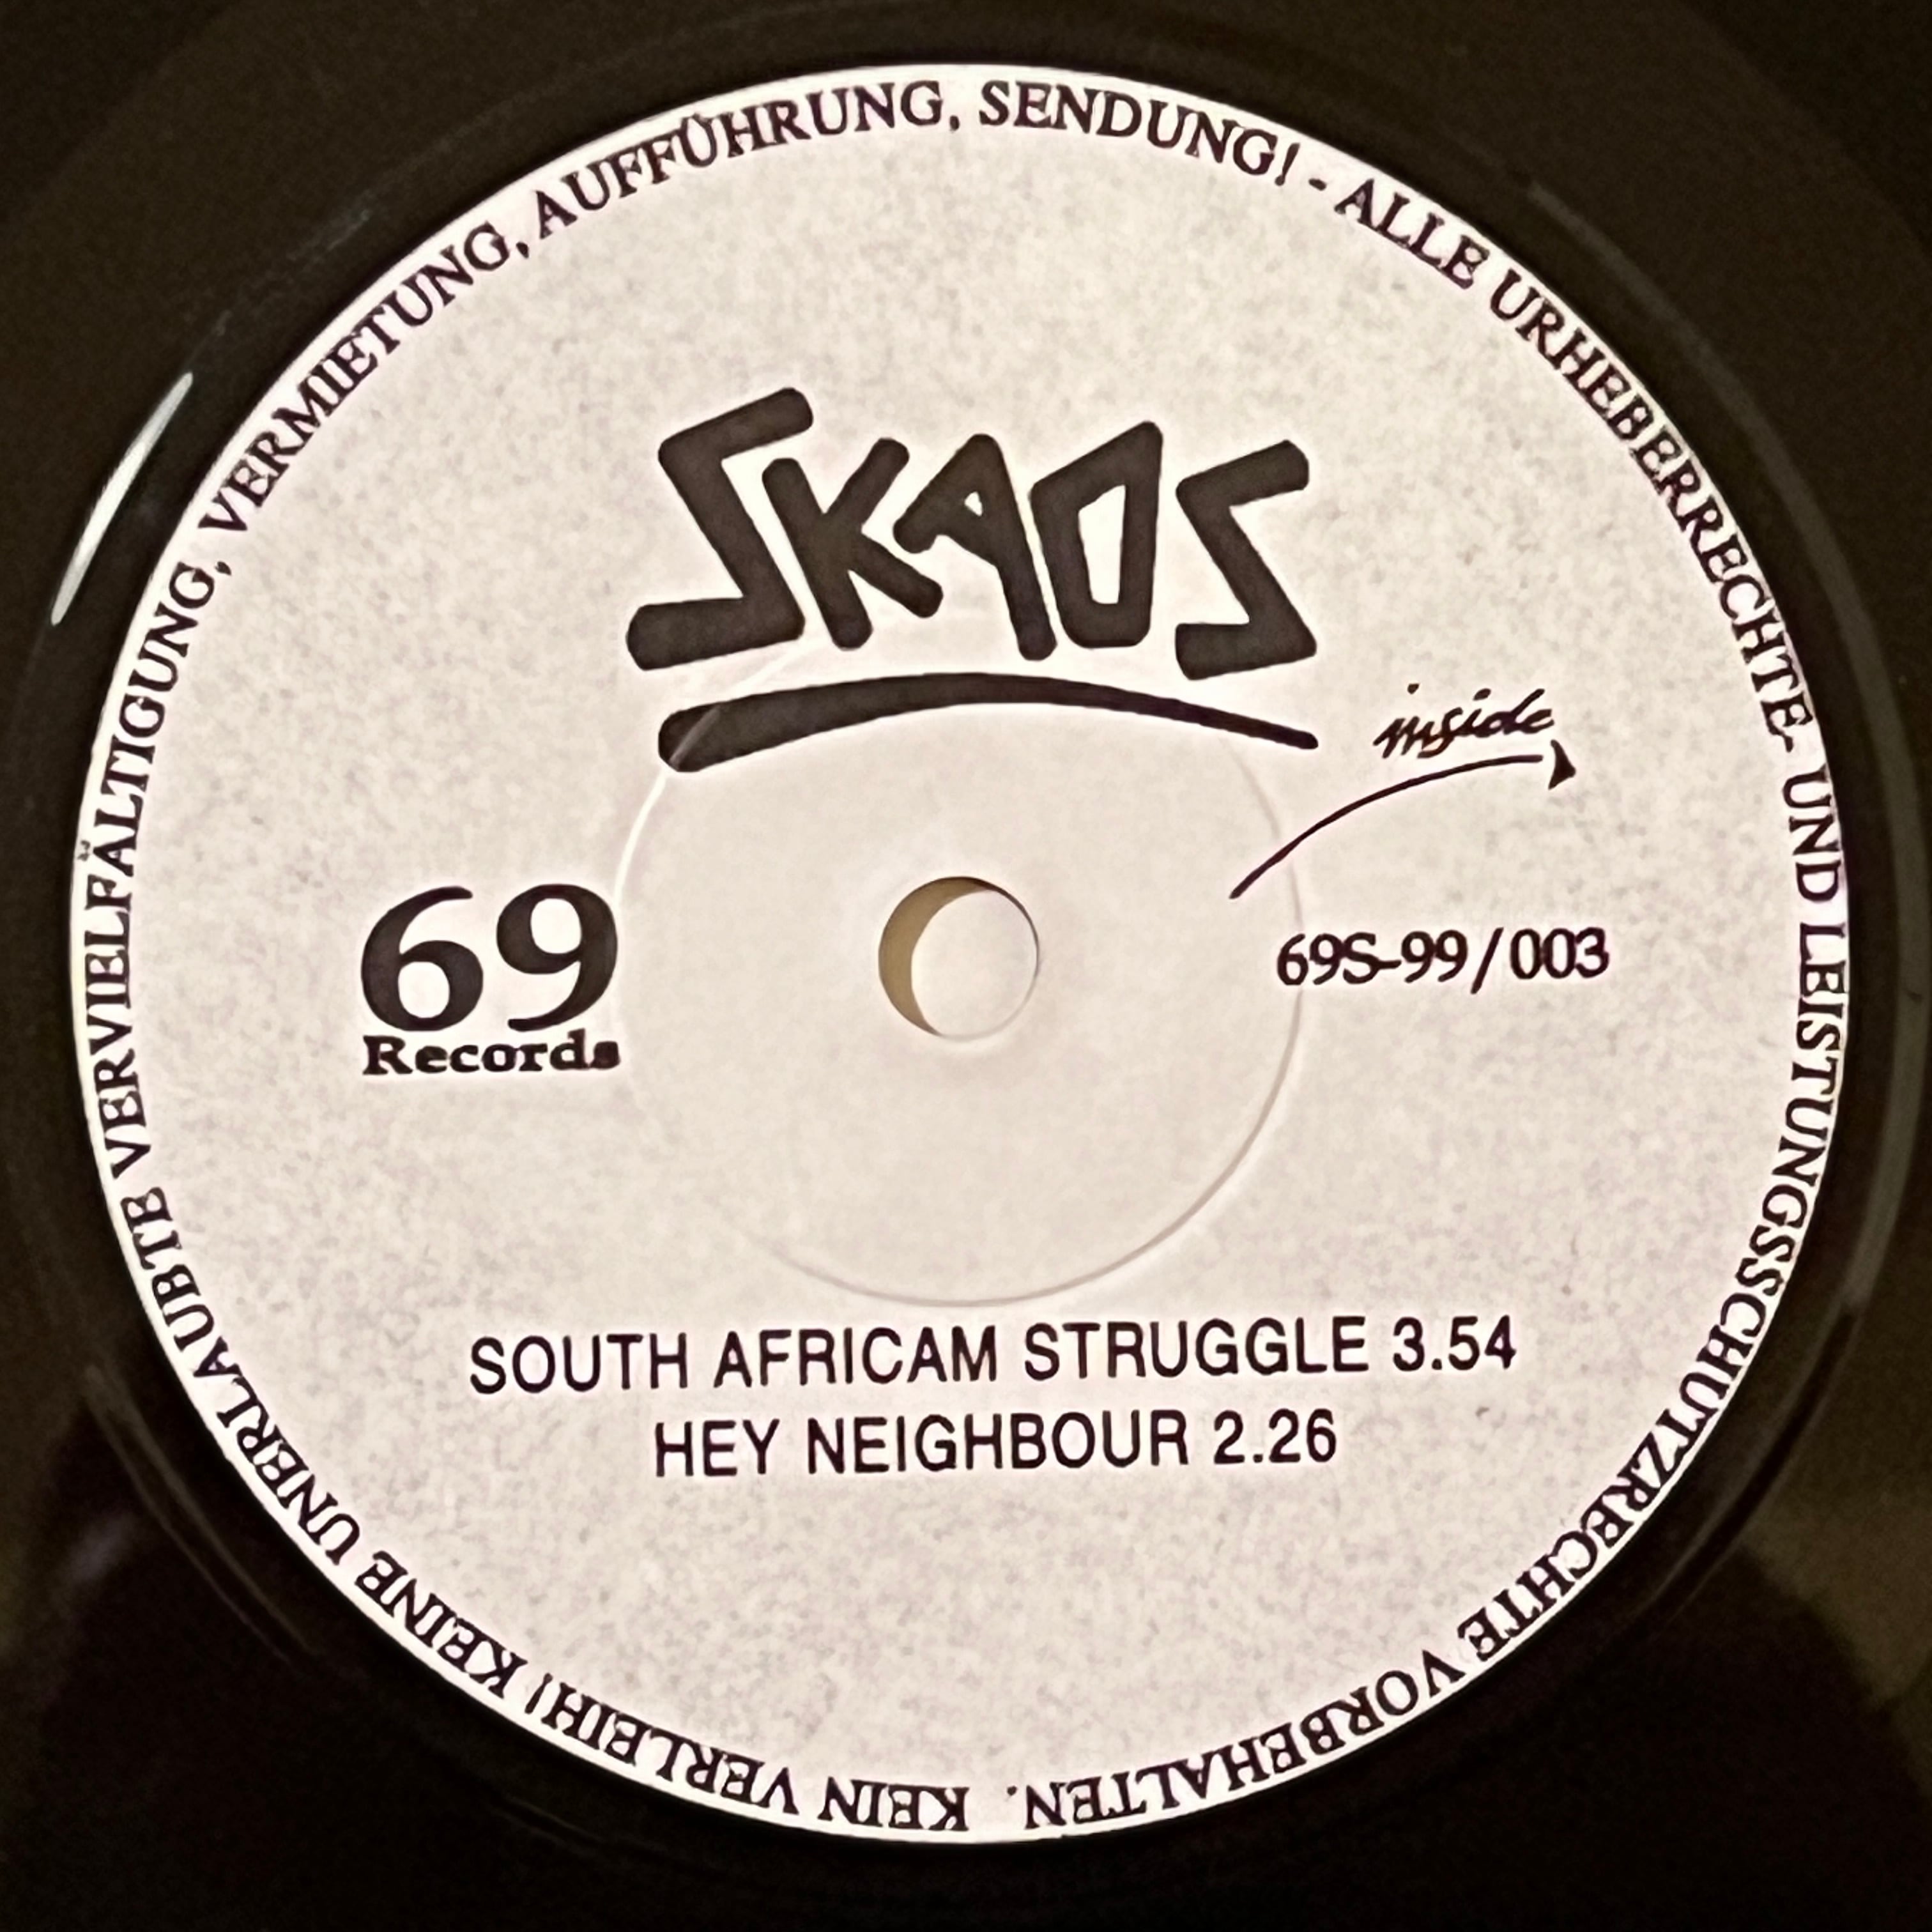 SKAOS
inside
69
Records
69S-99/003
SOUTH AFRICAM STRUGGLE 3.54
HEY NEIGHBOUR 2.26
KEIN VERLEIH! KEINE UNERLAUBTE VERVIELFÄLTIGUNG, VERMIETUNG, AUFFÜHRUNG, SENDUNG! - ALLE URHEBERRECHTE- UND LEISTUNGSSCHUTZRECHTE VORBEHALTEN.